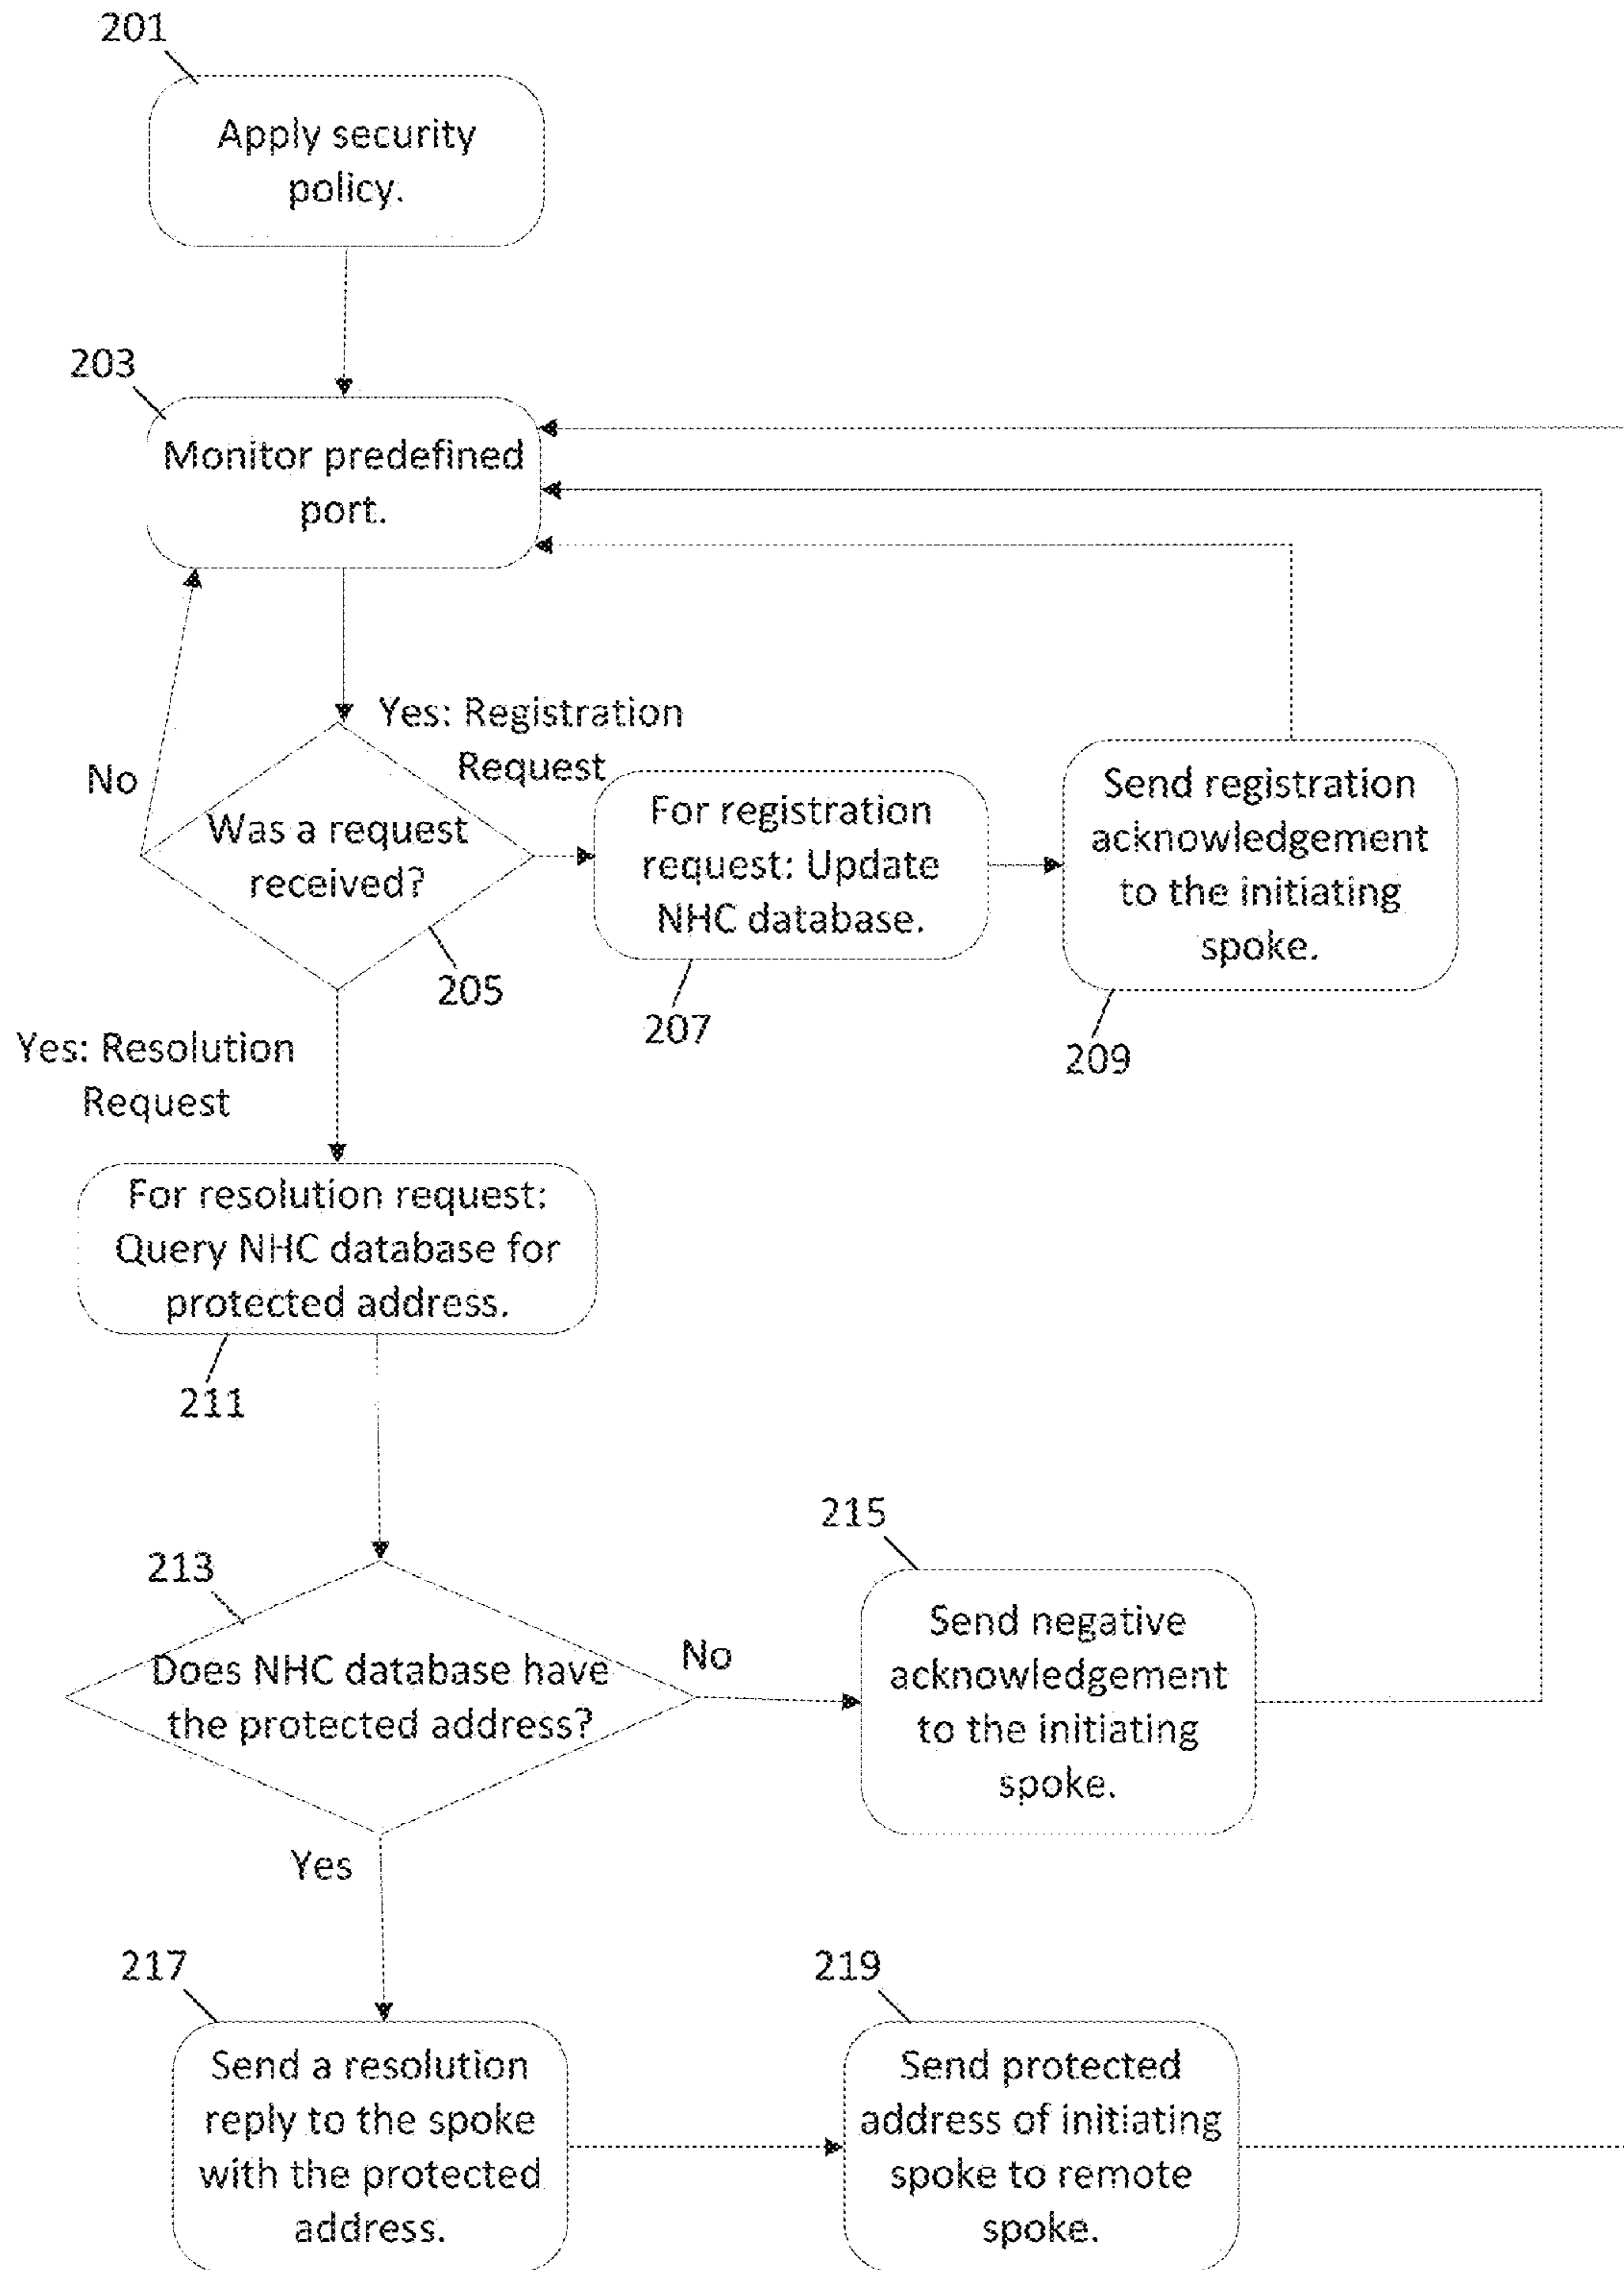 201
Apply security
policy.
203
Monitor predefined
port.
Yes: Registration
Request
No
Was a request
received?
205
For registration
request: Update
NHC database.
207
Send registration
acknowledgement
to the initiating
spoke.
209
Yes: Resolution
Request
For resolution request:
Query NHC database for
protected address.
211
213
Does NHC database have
the protected address?
No
215
Send negative
acknowledgement
to the initiating
spoke.
Yes
217
Send a resolution
reply to the spoke
with the protected
address.
219
Send protected
address of initiating
spoke to remote
spoke.